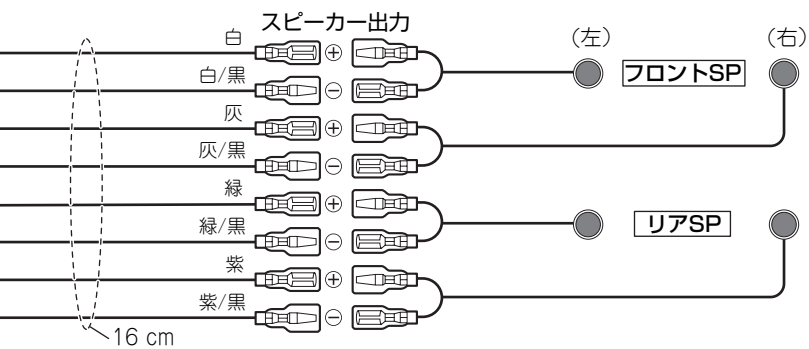 スピーカー出力
白 ⊕
白/黒 ⊖
灰 ⊕
灰/黒 ⊖
緑 ⊕
緑/黒 ⊖
紫 ⊕
紫/黒 ⊖
16 cm
(左) (右)
フロントSP
リアSP